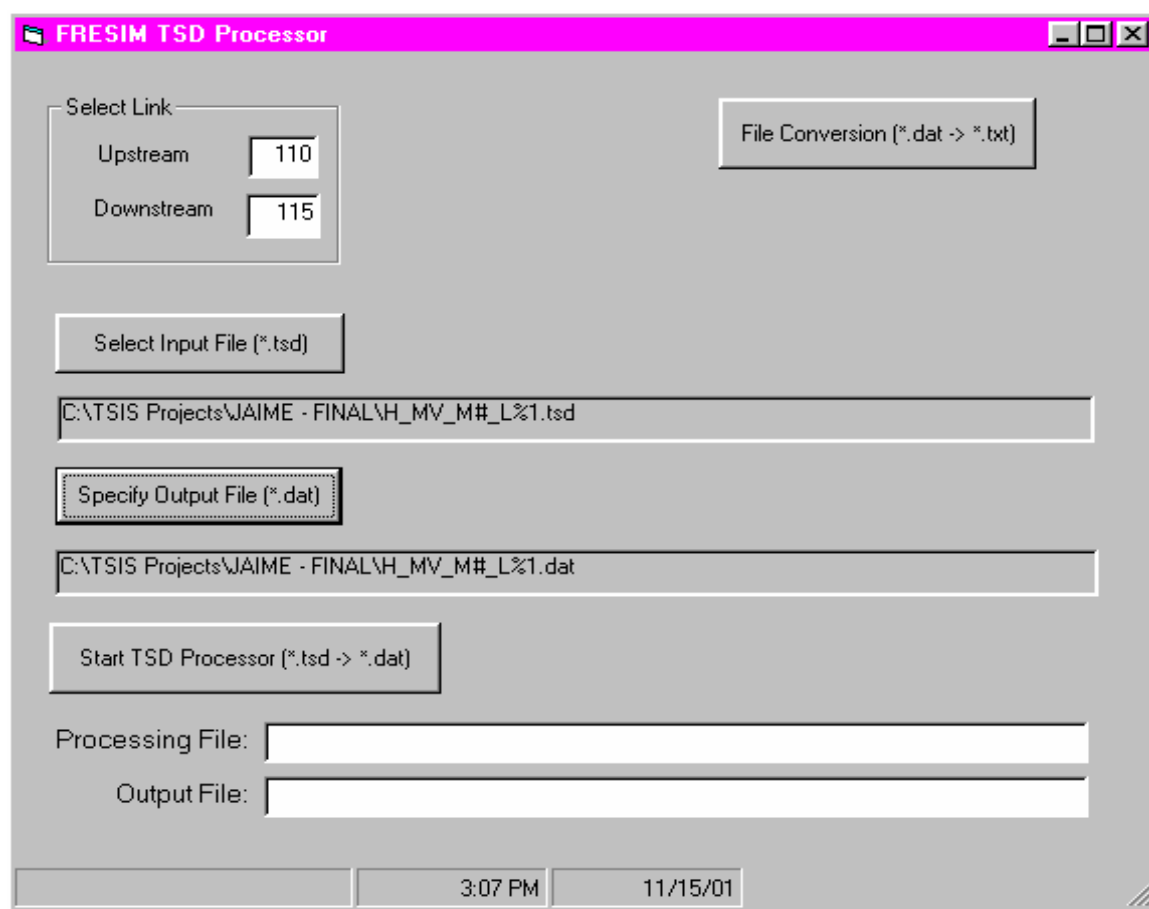 FRESIM TSD Processor
Select Link
Upstream 110
Downstream 115
File Conversion (*.dat -> *.txt)
Select Input File (*.tsd)
C:\TSIS Projects\JAIME - FINAL\H_MV_M#_L%1.tsd
Specify Output File (*.dat)
C:\TSIS Projects\JAIME - FINAL\H_MV_M#_L%1.dat
Start TSD Processor (*.tsd -> *.dat)
Processing File:
Output File:
3:07 PM 11/15/01